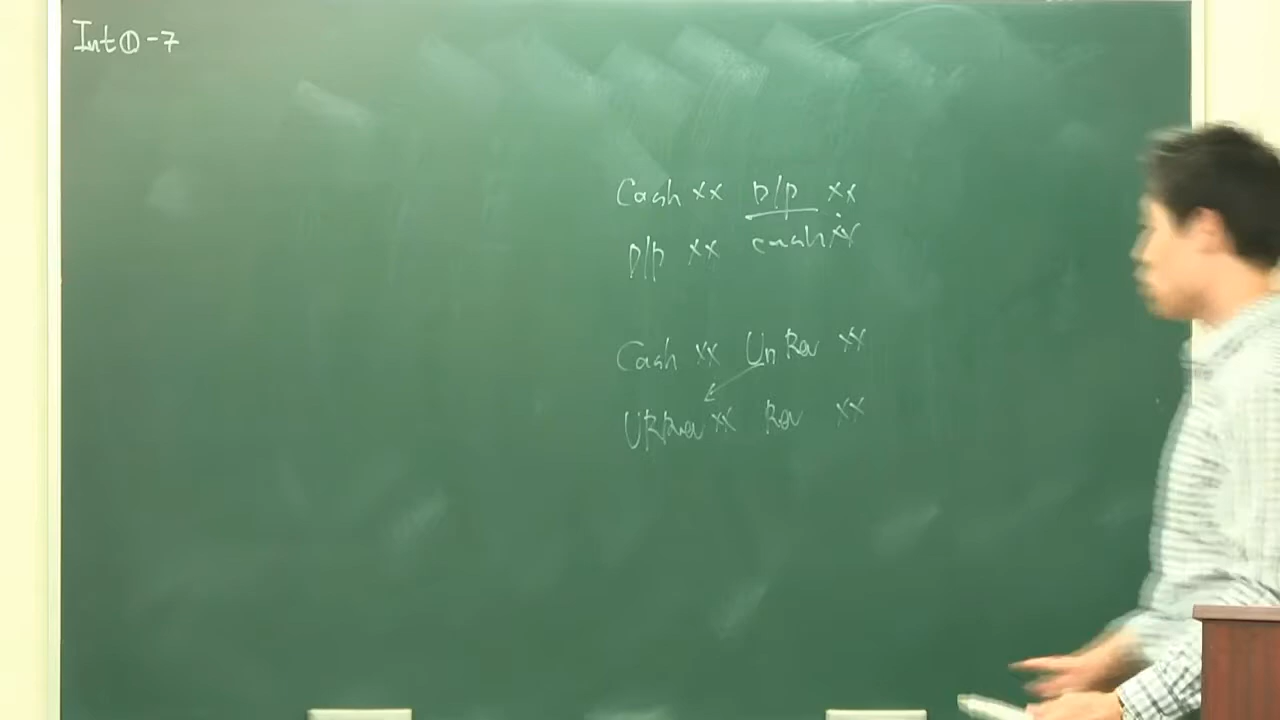 Int①-7
Cash xx D/P xx
D/P xx cash xx
Cash xx Un Rev xx
URRev xx Rev xx